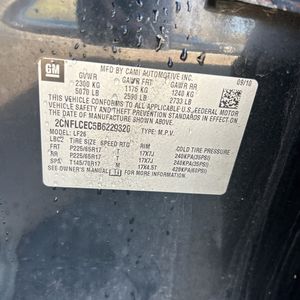 MFD BY CAMI AUTOMOTIVE INC.
GM
GVWR GAWR FRT GAWR RR 09/10
2300 KG 1175 KG 1240 KG
5070 LB 2590 LB 2733 LB
THIS VEHICLE CONFORMS TO ALL APPLICABLE U.S. FEDERAL MOTOR
VEHICLE SAFETY AND THEFT PREVENTION STANDARDS IN EFFECT
ON THE DATE OF MANUFACTURE SHOWN ABOVE.
2CNFLCEC5B6229320 TYPE: M.P.V.
MODEL: LF26
LBC2 TIRE SIZE SPEED RTG RIM COLD TIRE PRESSURE
FRT P225/65R17 T 17X7J 240KPA(35PSI)
RR P225/65R17 T 17X7J 240KPA(35PSI)
SPA T145/70R17 M 17X4.5T 420KPA(60PSI)
SEE OWNER'S MANUAL FOR ADDITIONAL INFORMATION